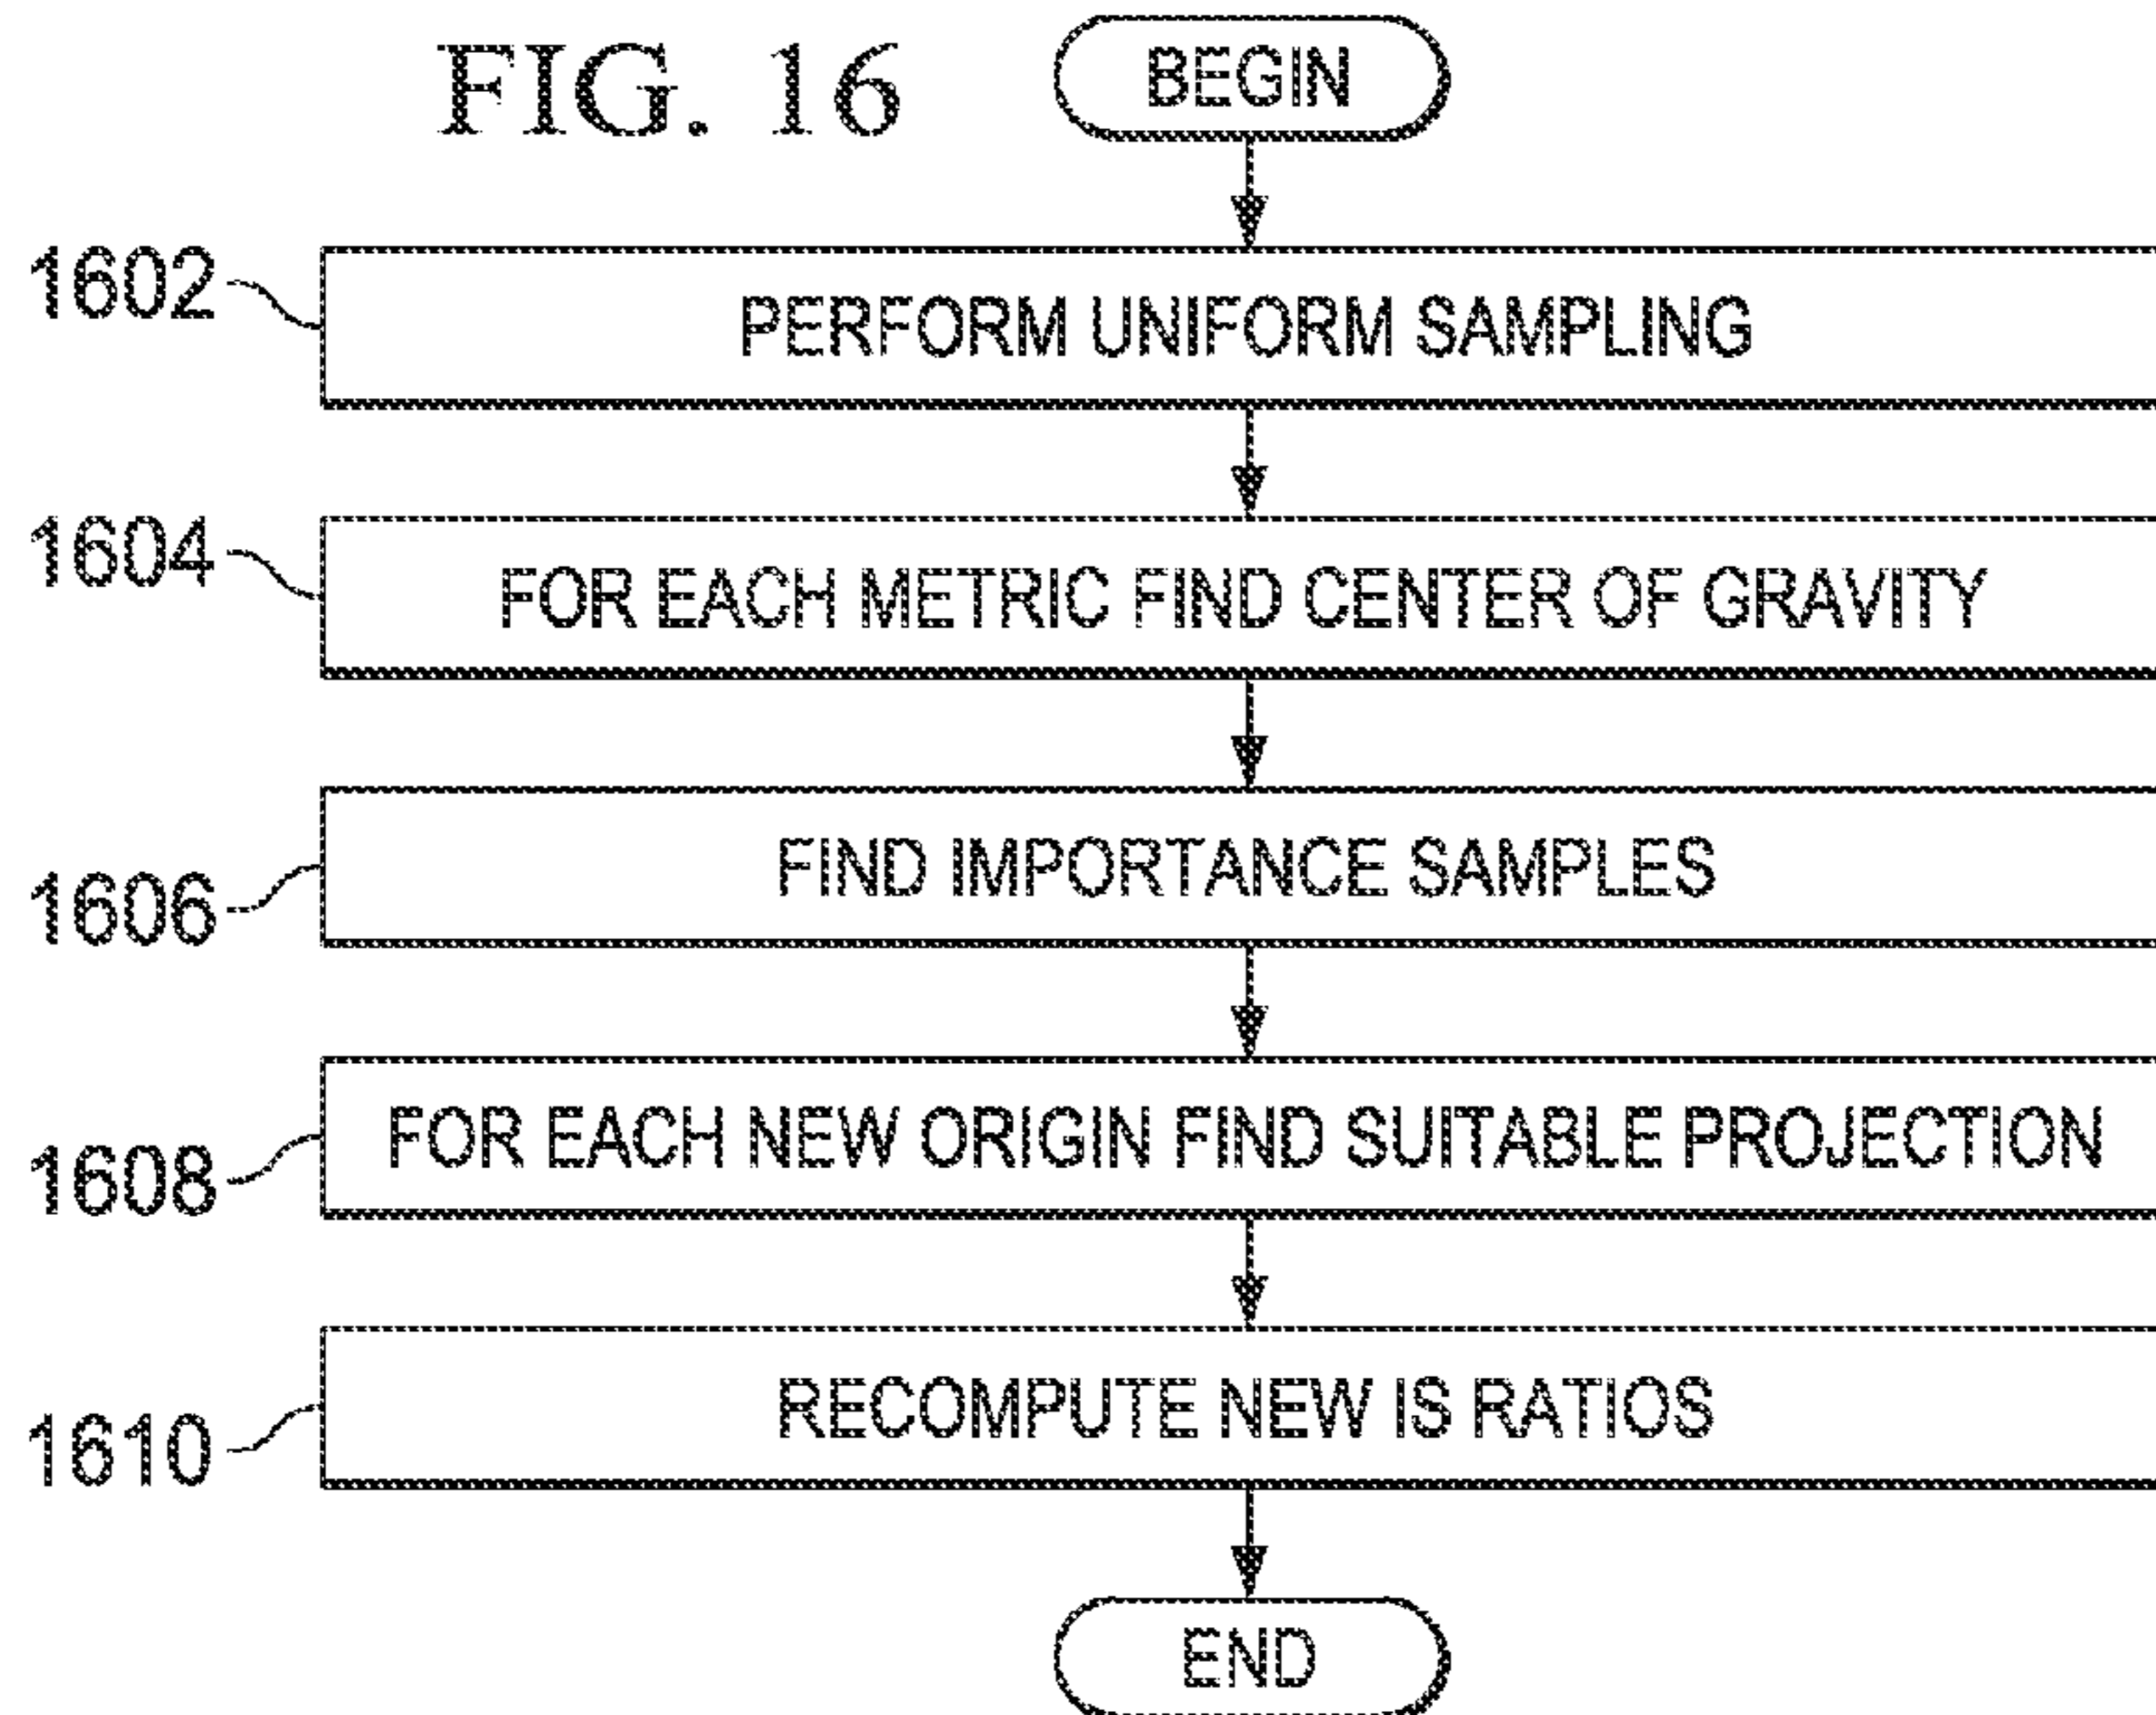 FIG. 16
BEGIN
1602
PERFORM UNIFORM SAMPLING
1604
FOR EACH METRIC FIND CENTER OF GRAVITY
1606
FIND IMPORTANCE SAMPLES
1608
FOR EACH NEW ORIGIN FIND SUITABLE PROJECTION
1610
RECOMPUTE NEW IS RATIOS
END